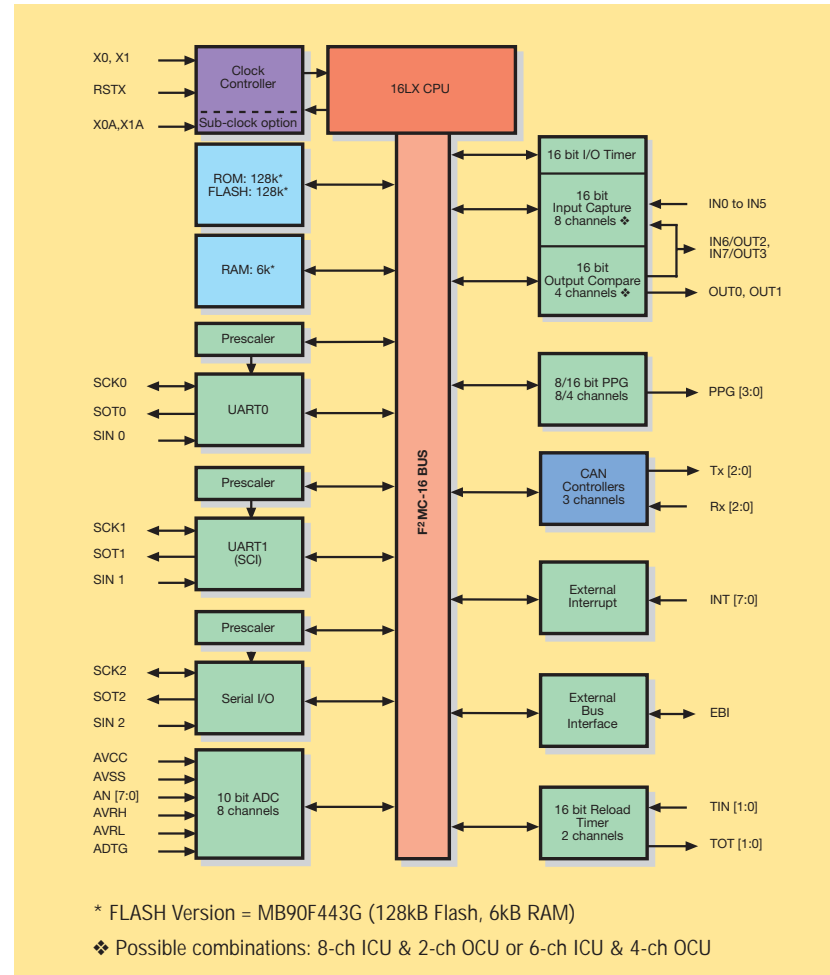 X0, X1
RSTX
X0A,X1A
Clock
Controller
Sub-clock option
16LX CPU
ROM: 128k*
FLASH: 128k*
RAM: 6k*
Prescaler
SCK0
SOT0
SIN 0
UART0
Prescaler
SCK1
SOT1
SIN 1
UART1
(SCI)
Prescaler
SCK2
SOT2
SIN 2
Serial I/O
AVCC
AVSS
AN [7:0]
AVRH
AVRL
ADTG
10 bit ADC
8 channels
F²MC-16 BUS
16 bit I/O Timer
16 bit
Input Capture
8 channels ❖
16 bit
Output Compare
4 channels ❖
IN0 to IN5
IN6/OUT2,
IN7/OUT3
OUT0, OUT1
8/16 bit PPG
8/4 channels
PPG [3:0]
CAN
Controllers
3 channels
Tx [2:0]
Rx [2:0]
External
Interrupt
INT [7:0]
External
Bus
Interface
EBI
16 bit Reload
Timer
2 channels
TIN [1:0]
TOT [1:0]
* FLASH Version = MB90F443G (128kB Flash, 6kB RAM)
❖ Possible combinations: 8-ch ICU & 2-ch OCU or 6-ch ICU & 4-ch OCU